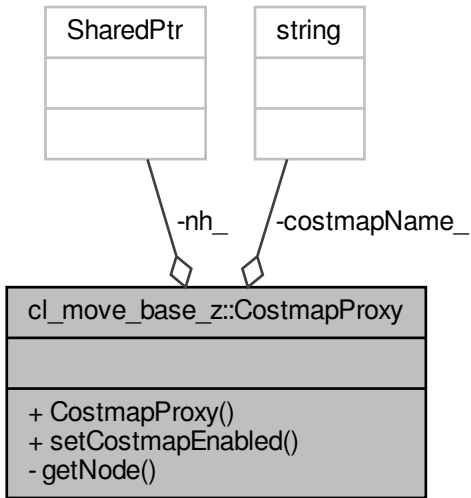 SharedPtr
string
-nh_
-costmapName_
cl_move_base_z::CostmapProxy
+ CostmapProxy()
+ setCostmapEnabled()
- getNode()